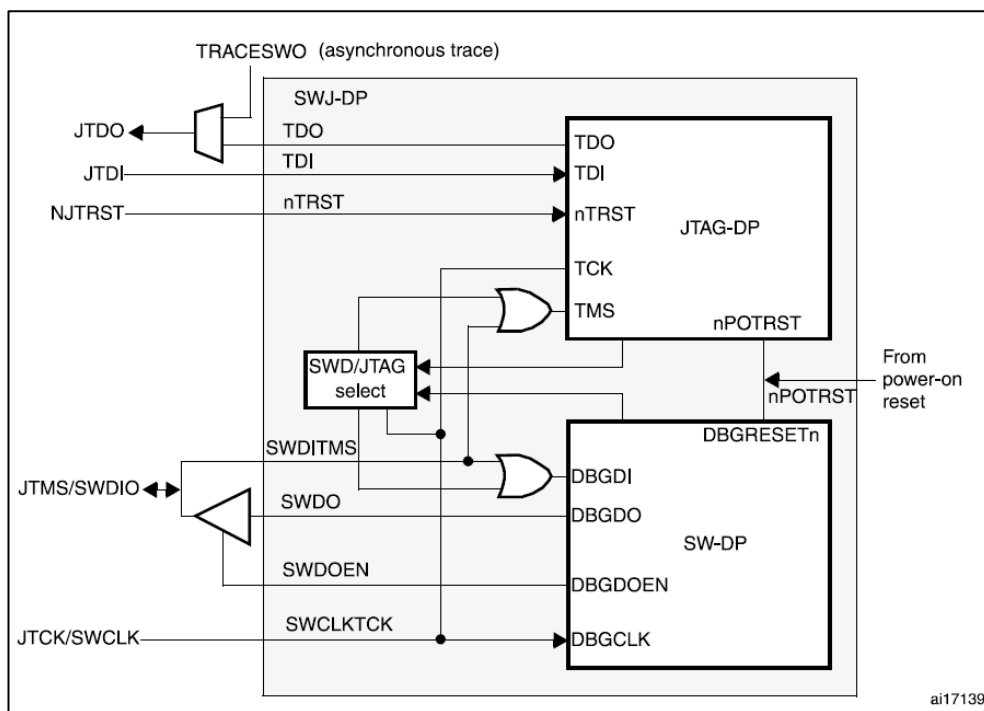 TRACESWO (asynchronous trace)
SWJ-DP
JTDO
TDO
TDO
JTDI
TDI
TDI
NJTRST
nTRST
nTRST
JTAG-DP
TCK
TMS
nPOTRST
SWD/JTAG
select
From
power-on
reset
nPOTRST
DBGRESETn
SWDITMS
DBGDI
JTMS/SWDIO
SWDO
DBGDO
SW-DP
SWDOEN
DBGDOEN
JTCK/SWCLK
SWCLKTCK
DBGCLK
ai17139